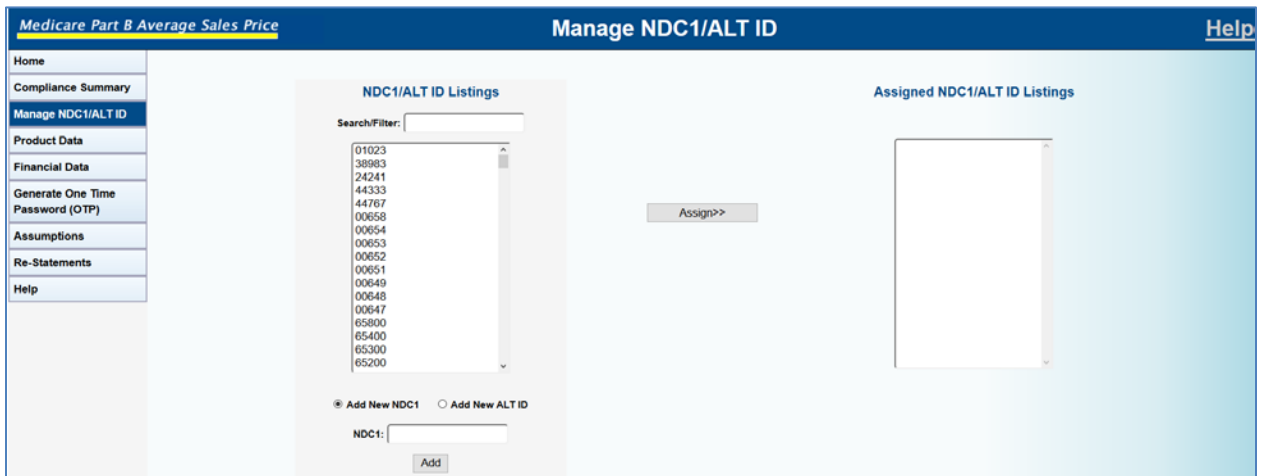 Medicare Part B Average Sales Price
Manage NDC1/ALT ID
Help
Home
Compliance Summary
Manage NDC1/ALT ID
Product Data
Financial Data
Generate One Time
Password (OTP)
Assumptions
Re-Statements
Help
NDC1/ALT ID Listings
Search/Filter:
01023
38983
24241
44333
44767
00658
00654
00653
00652
00651
00649
00648
00647
65800
65400
65300
65200
Add New NDC1 Add New ALT ID
NDC1:
Add
Assign>>
Assigned NDC1/ALT ID Listings